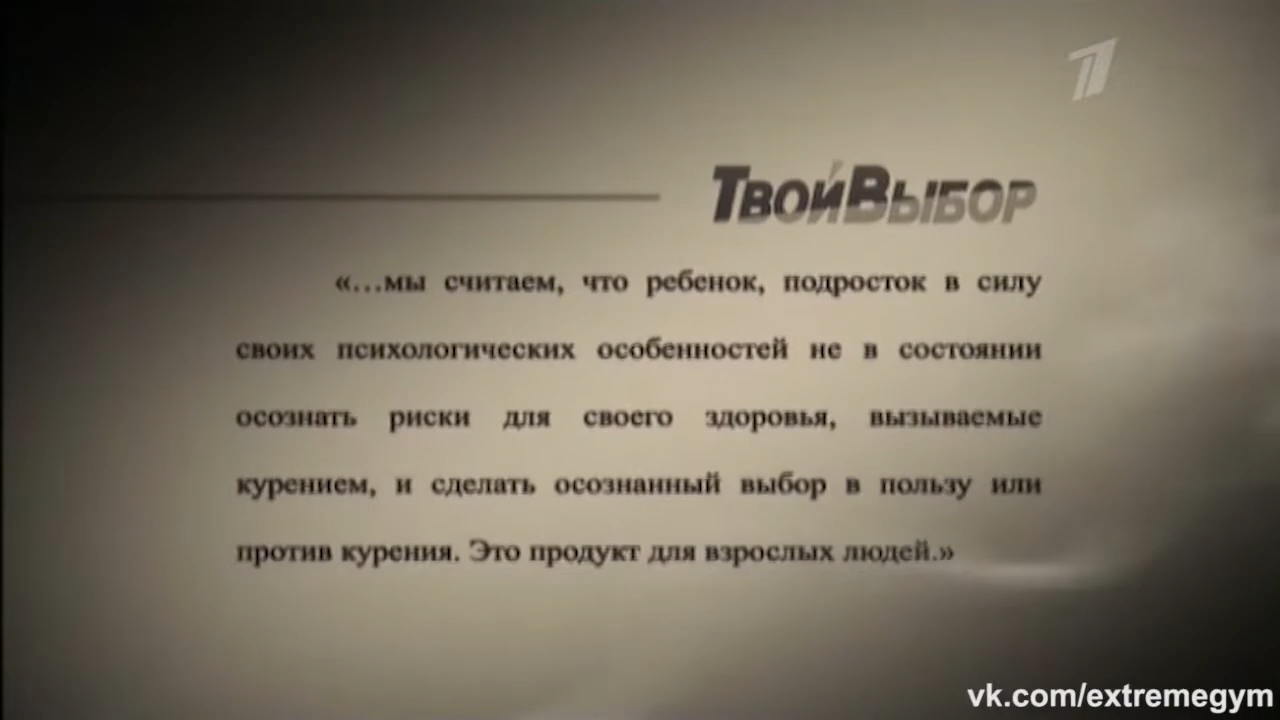 1
ТвойВыбор
«…мы считаем, что ребенок, подросток в силу
своих психологических особенностей не в состоянии
осознать риски для своего здоровья, вызываемые
курением, и сделать осознанный выбор в пользу или
против курения. Это продукт для взрослых людей.»
vk.com/extremegym